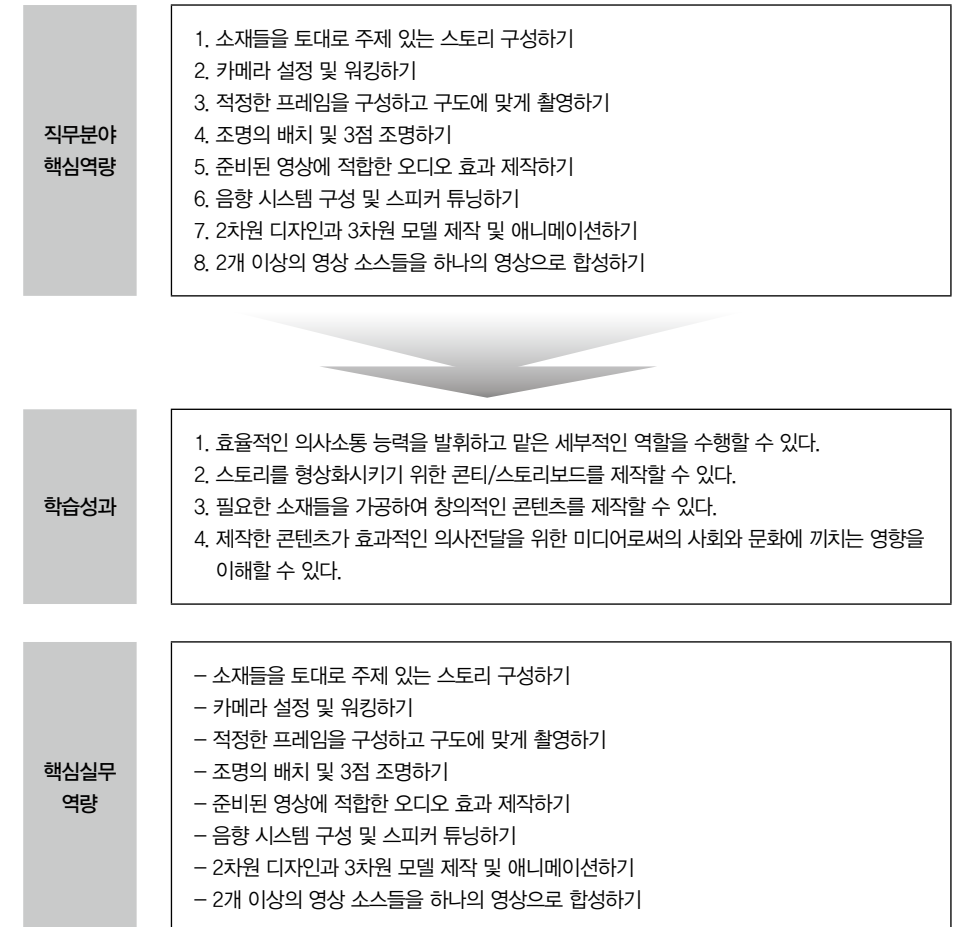 직무분야
핵심역량
1. 소재들을 토대로 주제 있는 스토리 구성하기
2. 카메라 설정 및 워킹하기
3. 적정한 프레임을 구성하고 구도에 맞게 촬영하기
4. 조명의 배치 및 3점 조명하기
5. 준비된 영상에 적합한 오디오 효과 제작하기
6. 음향 시스템 구성 및 스피커 튜닝하기
7. 2차원 디자인과 3차원 모델 제작 및 애니메이션하기
8. 2개 이상의 영상 소스들을 하나의 영상으로 합성하기
학습성과
1. 효율적인 의사소통 능력을 발휘하고 맡은 세부적인 역할을 수행할 수 있다.
2. 스토리를 형상화시키기 위한 콘티/스토리보드를 제작할 수 있다.
3. 필요한 소재들을 가공하여 창의적인 콘텐츠를 제작할 수 있다.
4. 제작한 콘텐츠가 효과적인 의사전달을 위한 미디어로써의 사회와 문화에 끼치는 영향을
이해할 수 있다.
핵심실무
역량
– 소재들을 토대로 주제 있는 스토리 구성하기
– 카메라 설정 및 워킹하기
– 적정한 프레임을 구성하고 구도에 맞게 촬영하기
– 조명의 배치 및 3점 조명하기
– 준비된 영상에 적합한 오디오 효과 제작하기
– 음향 시스템 구성 및 스피커 튜닝하기
– 2차원 디자인과 3차원 모델 제작 및 애니메이션하기
– 2개 이상의 영상 소스들을 하나의 영상으로 합성하기